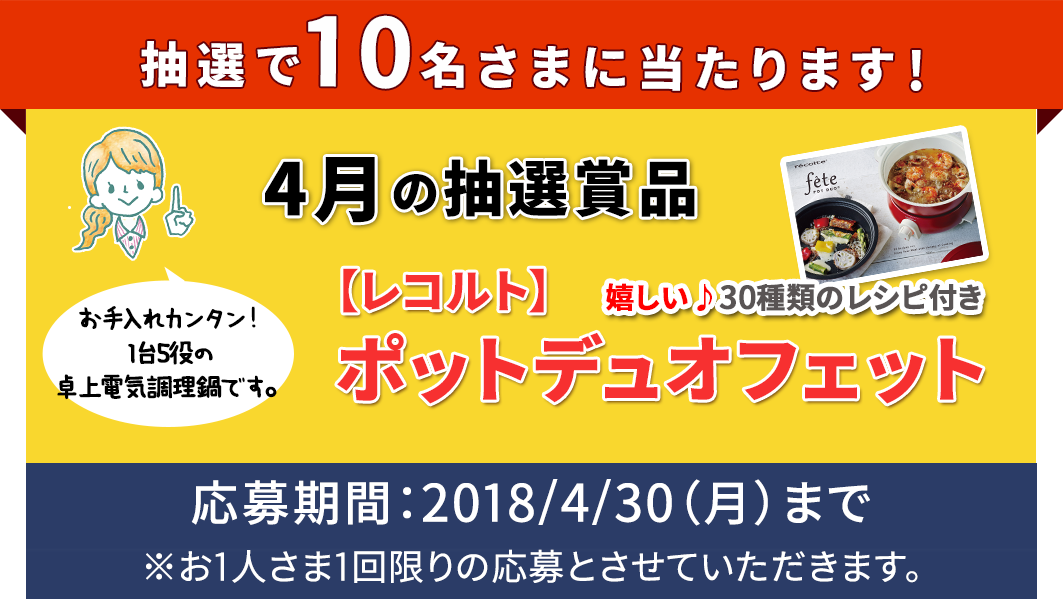 抽選で10名さまに当たります!
4月の抽選賞品
récolte
fête
POT DUO
【レコルト】
嬉しい♪30種類のレシピ付き
ポットデュオフェット
お手入れカンタン!
1台5役の
卓上電気調理鍋です。
応募期間：2018/4/30（月）まで
※お1人さま1回限りの応募とさせていただきます。